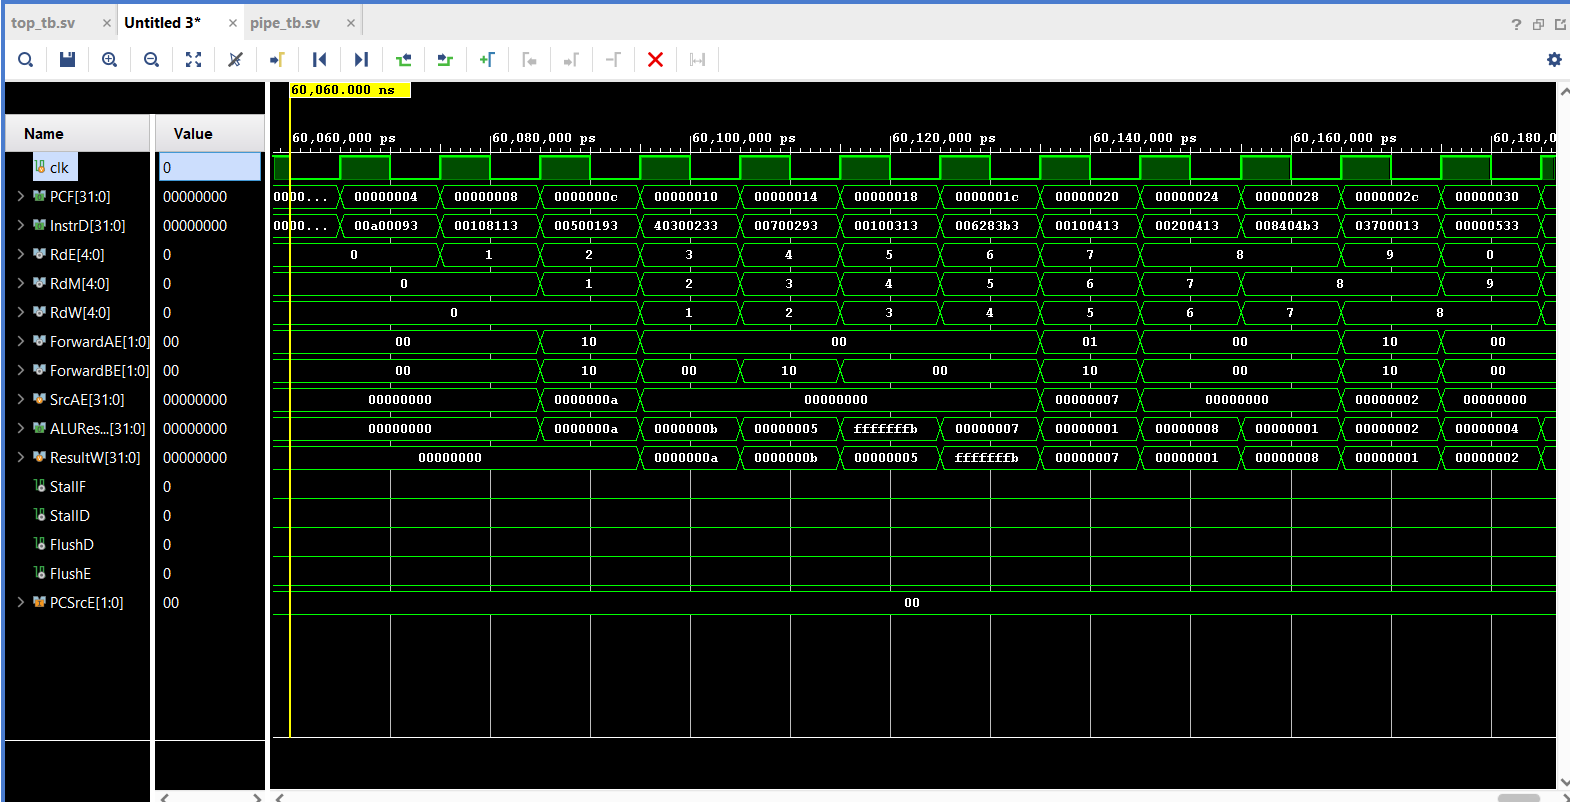 top_tb.sv × Untitled 3* × pipe_tb.sv ×
?
60,060.000 ns
60,060,000 ps 60,080,000 ps 60,100,000 ps 60,120,000 ps 60,140,000 ps 60,160,000 ps 60,180,0
Name Value
clk 0
PCF[31:0] 00000000 0000... 00000004 00000008 0000000c 00000010 00000014 00000018 0000001c 00000020 00000024 00000028 0000002c 00000030
InstrD[31:0] 00000000 0000... 00a00093 00108113 00500193 40300233 00700293 00100313 006283b3 00100413 00200413 008404b3 03700013 00000533
RdE[4:0] 0 0 1 2 3 4 5 6 7 8 9 0
RdM[4:0] 0 0 1 2 3 4 5 6 7 8 9
RdW[4:0] 0 0 1 2 3 4 5 6 7 8
ForwardAE[1:0] 00 00 10 00 01 00 10 00
ForwardBE[1:0] 00 00 10 00 10 00 10 00 10 00
SrcAE[31:0] 00000000 00000000 0000000a 00000000 00000007 00000000 00000002 00000000
ALURes...[31:0] 00000000 00000000 0000000a 0000000b 00000005 fffffffb 00000007 00000001 00000008 00000001 00000002 00000004
ResultW[31:0] 00000000 00000000 0000000a 0000000b 00000005 fffffffb 00000007 00000001 00000008 00000001 00000002
StallF 0
StallD 0
FlushD 0
FlushE 0
PCSrcE[1:0] 00 00